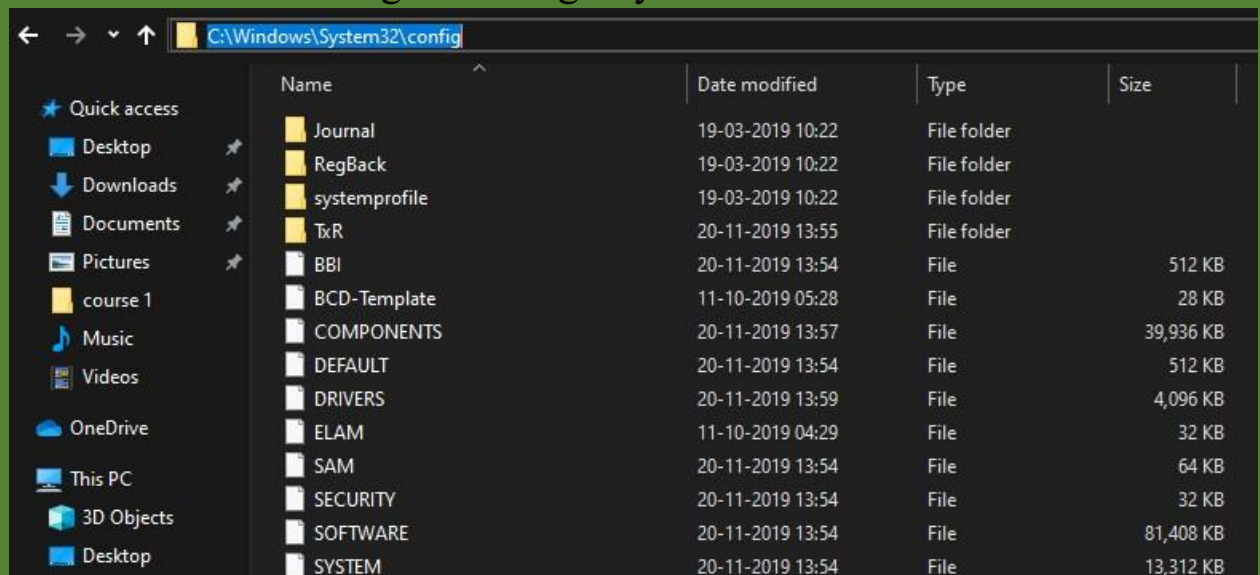 C:\Windows\System32\config
Name Date modified Type Size
Quick access
Desktop
Downloads
Documents
Pictures
course 1
Music
Videos
OneDrive
This PC
3D Objects
Desktop
Journal 19-03-2019 10:22 File folder
RegBack 19-03-2019 10:22 File folder
systemprofile 19-03-2019 10:22 File folder
TxR 20-11-2019 13:55 File folder
BBI 20-11-2019 13:54 File 512 KB
BCD-Template 11-10-2019 05:28 File 28 KB
COMPONENTS 20-11-2019 13:57 File 39,936 KB
DEFAULT 20-11-2019 13:54 File 512 KB
DRIVERS 20-11-2019 13:59 File 4,096 KB
ELAM 11-10-2019 04:29 File 32 KB
SAM 20-11-2019 13:54 File 64 KB
SECURITY 20-11-2019 13:54 File 32 KB
SOFTWARE 20-11-2019 13:54 File 81,408 KB
SYSTEM 20-11-2019 13:54 File 13,312 KB